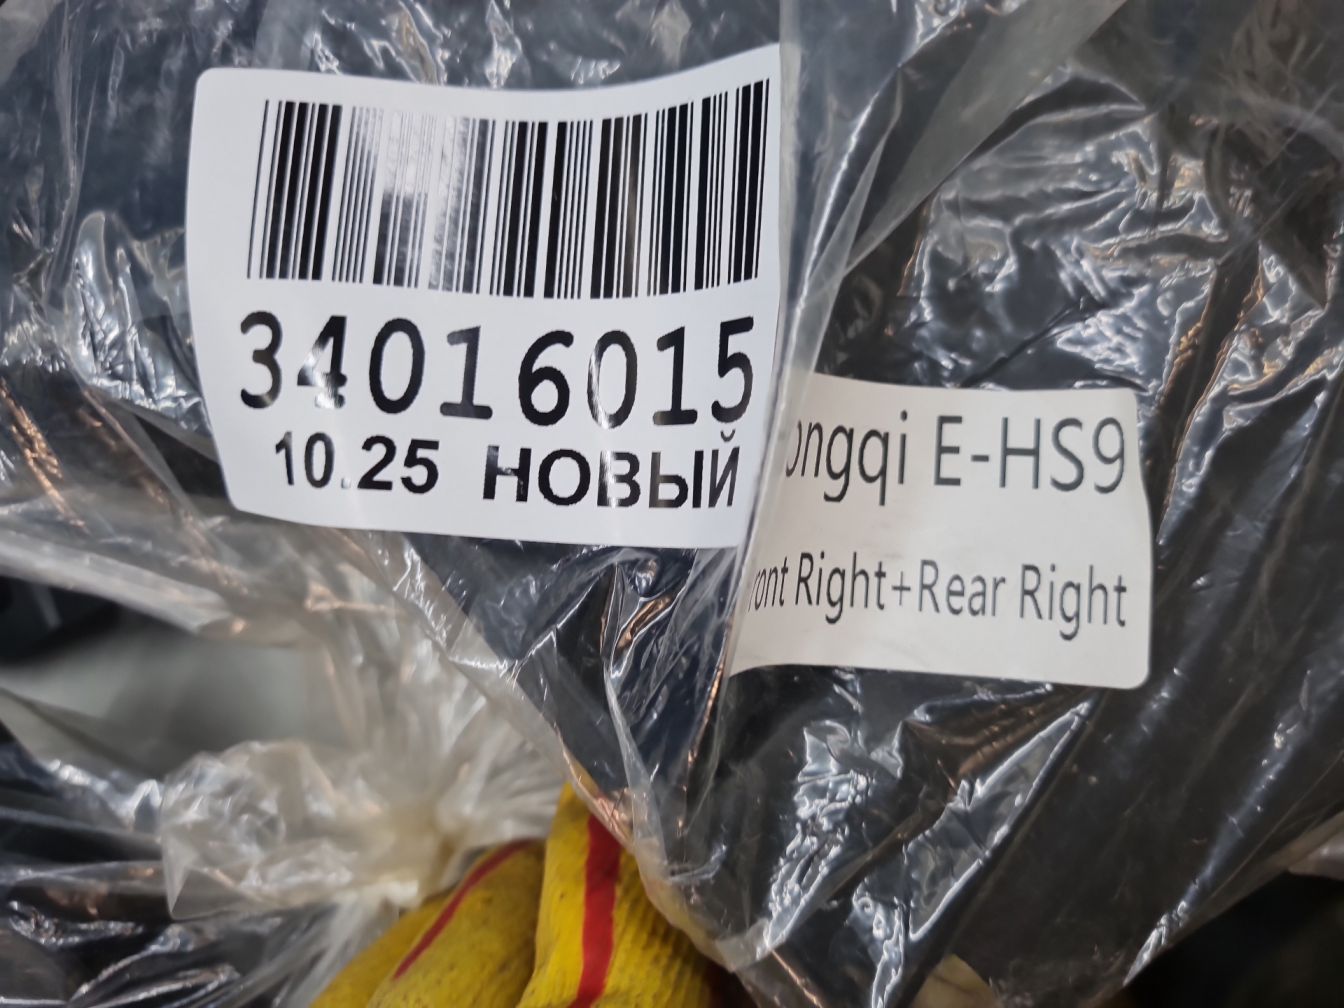 34016015
10.25 НОВЫЙ
ongqi E-HS9
ront Right+Rear Right